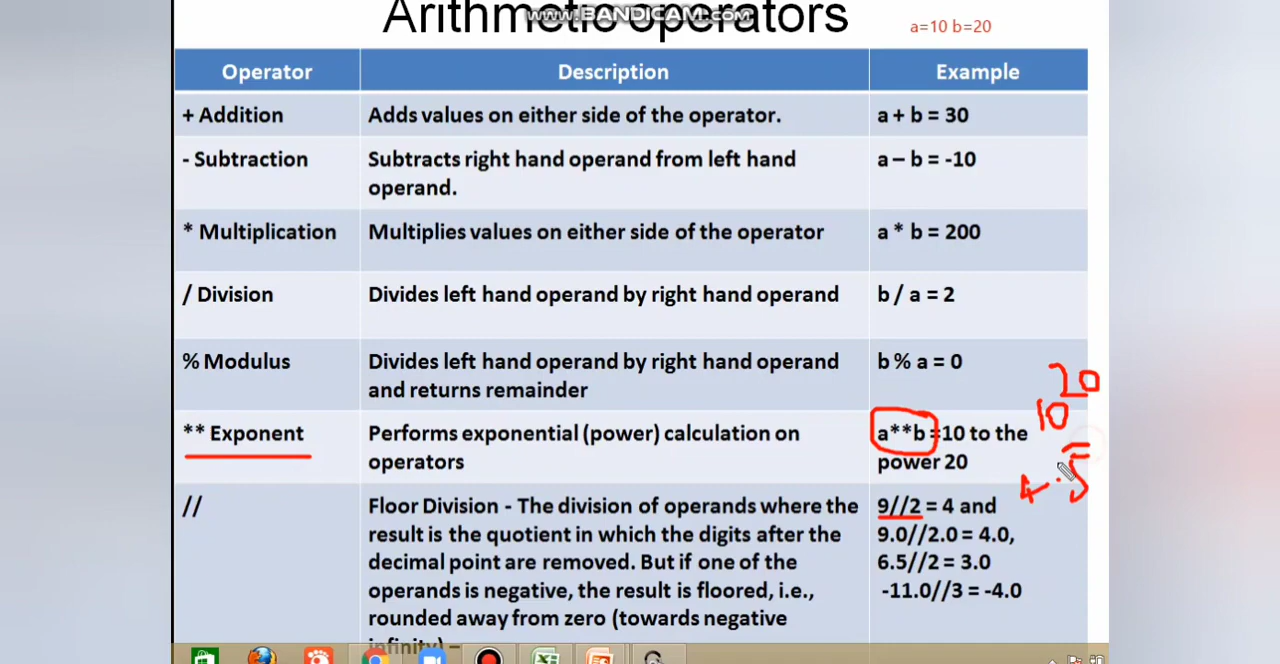 Arithmetic operators
www.BANDICAM.com
a=10 b=20
Operator Description Example
+ Addition Adds values on either side of the operator. a + b = 30
- Subtraction Subtracts right hand operand from left hand a – b = -10
operand.
* Multiplication Multiplies values on either side of the operator a * b = 200
/ Division Divides left hand operand by right hand operand b / a = 2
% Modulus Divides left hand operand by right hand operand b % a = 0
and returns remainder
20
10
** Exponent Performs exponential (power) calculation on a**b =10 to the
operators power 20
4.5
// Floor Division - The division of operands where the 9//2 = 4 and
result is the quotient in which the digits after the 9.0//2.0 = 4.0,
decimal point are removed. But if one of the 6.5//2 = 3.0
operands is negative, the result is floored, i.e., -11.0//3 = -4.0
rounded away from zero (towards negative
infinity) –